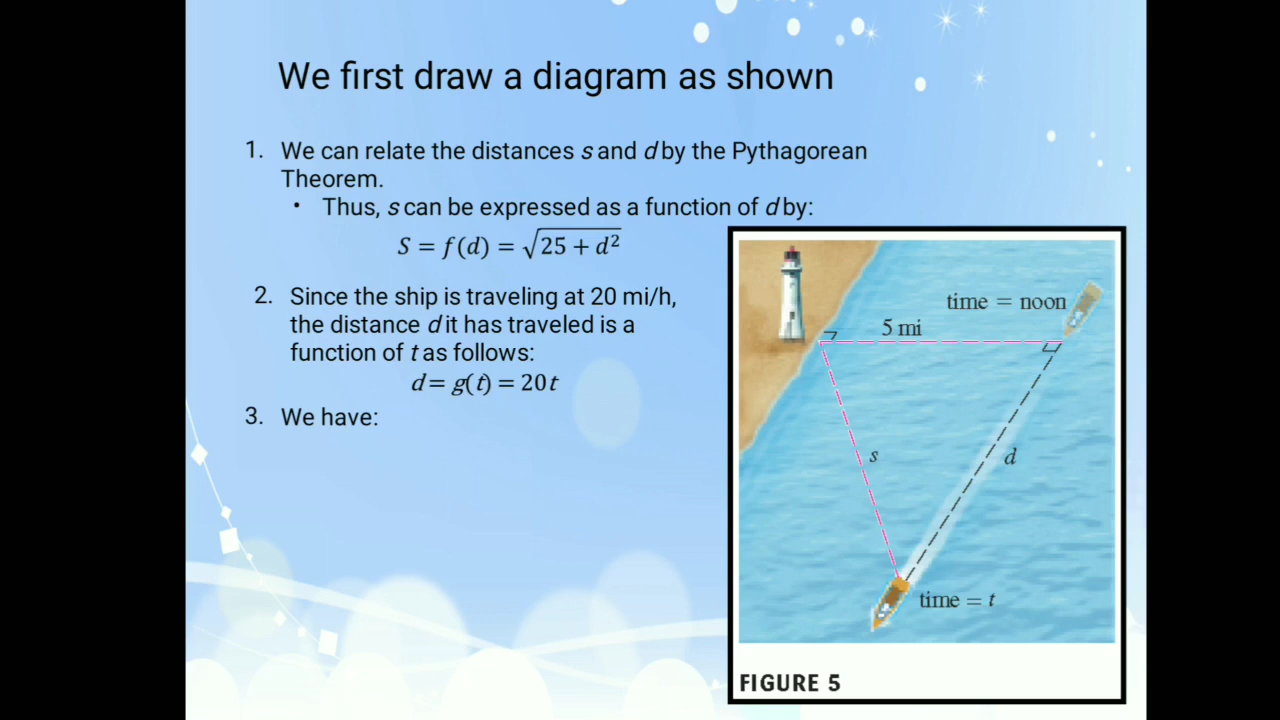 We first draw a diagram as shown
1. We can relate the distances s and d by the Pythagorean
Theorem.
• Thus, s can be expressed as a function of d by:
S = f(d) = √(25 + d²)
2. Since the ship is traveling at 20 mi/h,
the distance d it has traveled is a
function of t as follows:
d = g(t) = 20t
3. We have:
time = noon
5 mi
s
d
time = t
FIGURE 5